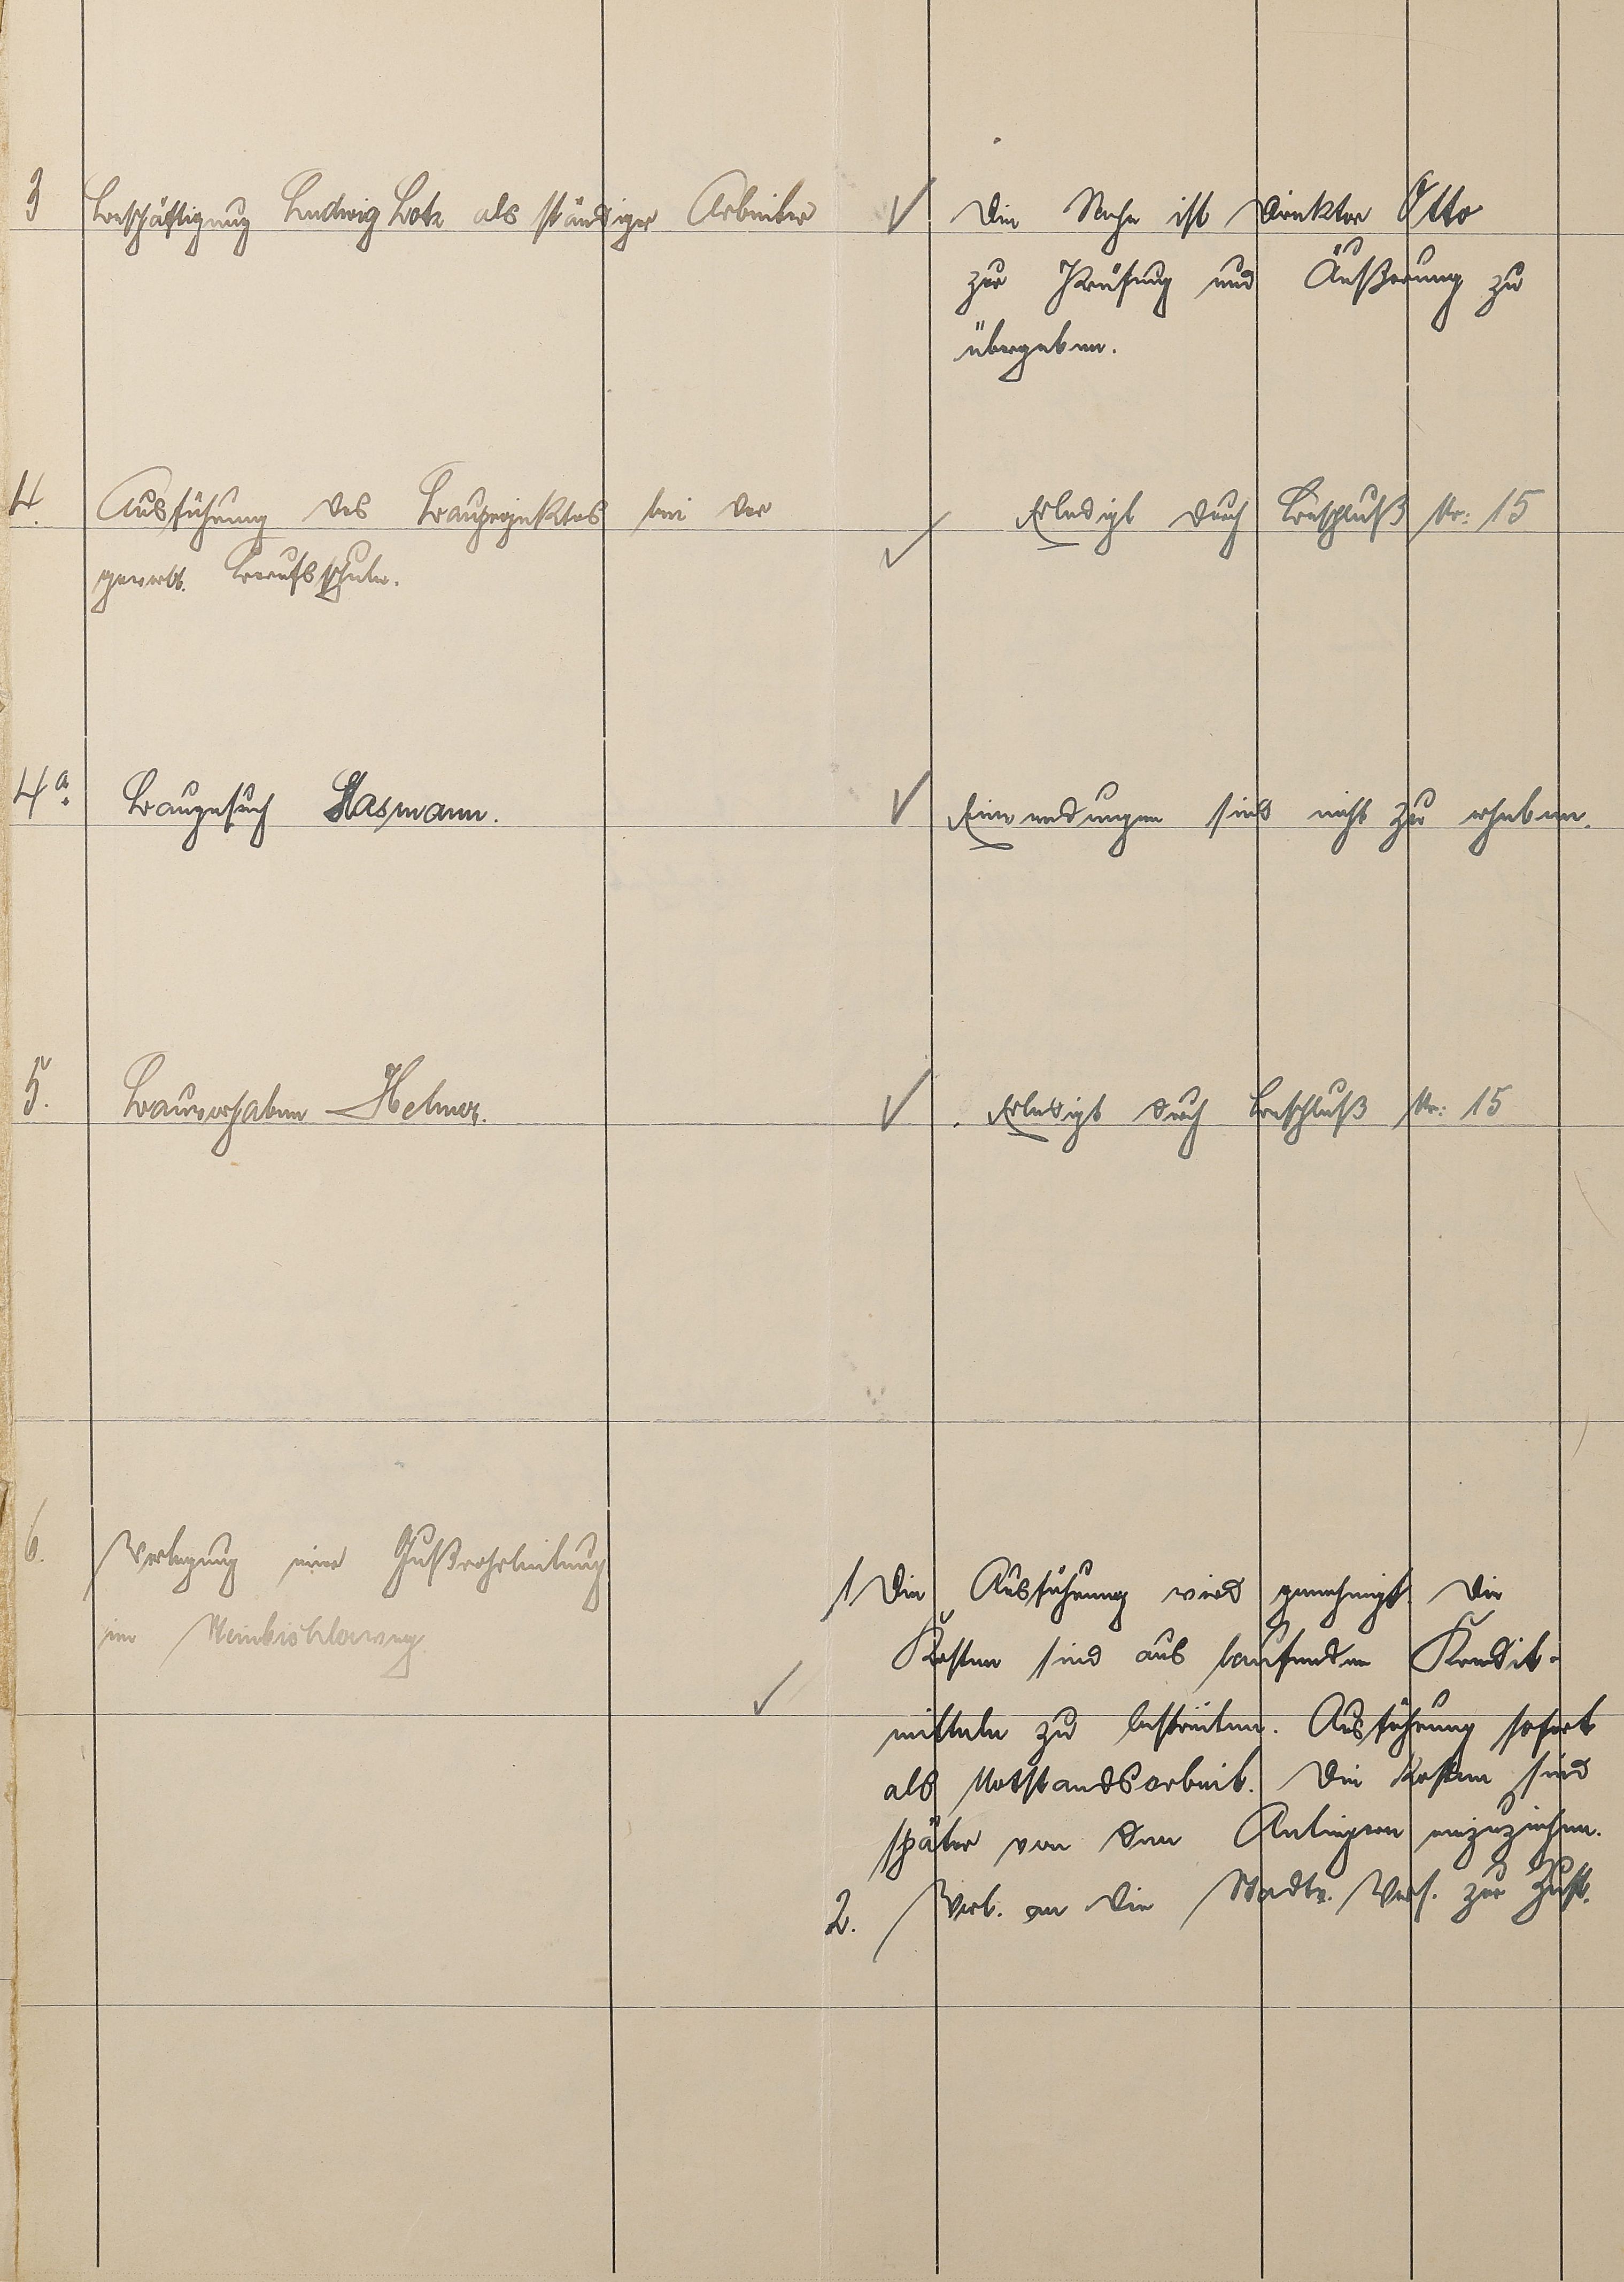 3 Beschäftigung Ludwig Lotz als ständiger Arbeiter
Die Sache ist Direktor Otto
zur Prüfung und Äußerung zu
übergeben.
4. Ausführung des Bauprojektes bei der
gewerbl. Berufsschule.
Erledigt durch Beschluß Nr: 15
4a. Baugesuch Hasmann.
Einwendungen sind nicht zu erheben.
5. Bauvorhaben Helmer.
Erledigt durch Beschluß Nr: 15
6. Verlegung einer Gußrohrleitung
im
1 Die Ausführung wird genehmigt. Die
Kosten sind aus laufenden Kredit-
mitteln zu bestreiten. Ausführung sofort
als Notstandsarbeit. Die Kosten sind
später von den Anliegern einzuziehen.
2. an die Stadtv. Vers. zur Zust.